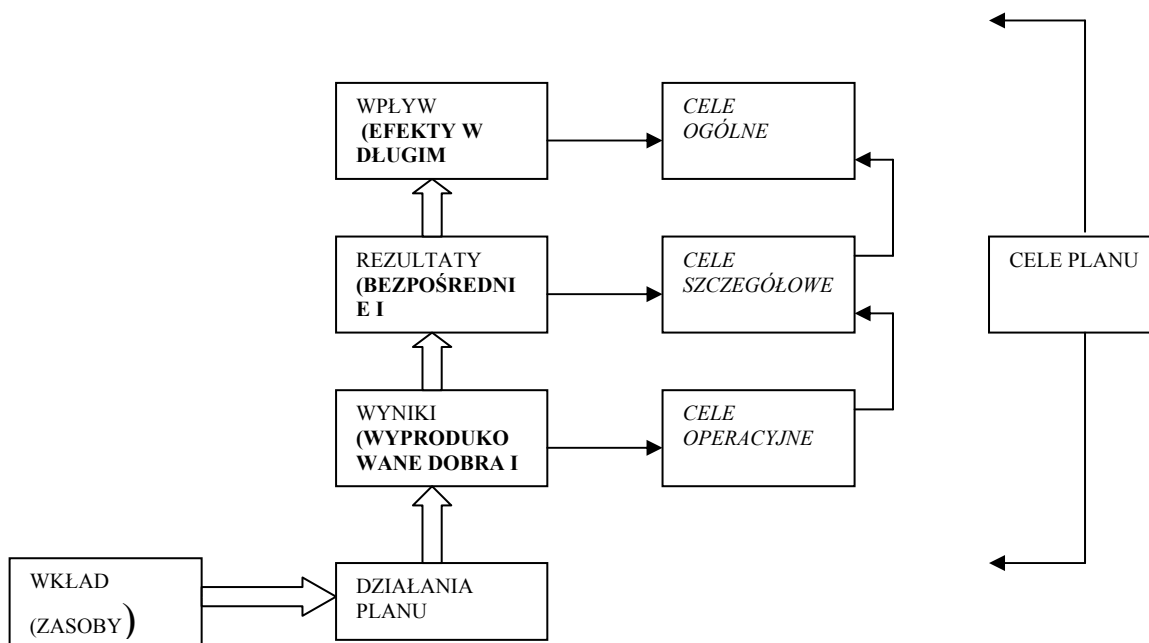 WPŁYW
(EFEKTY W
DŁUGIM
CELE
OGÓLNE
REZULTATY
(BEZPOŚREDNI
E I
CELE
SZCZEGÓŁOWE
CELE PLANU
WYNIKI
(WYPRODUKO
WANE DOBRA I
CELE
OPERACYJNE
WKŁAD
(ZASOBY)
DZIAŁANIA
PLANU